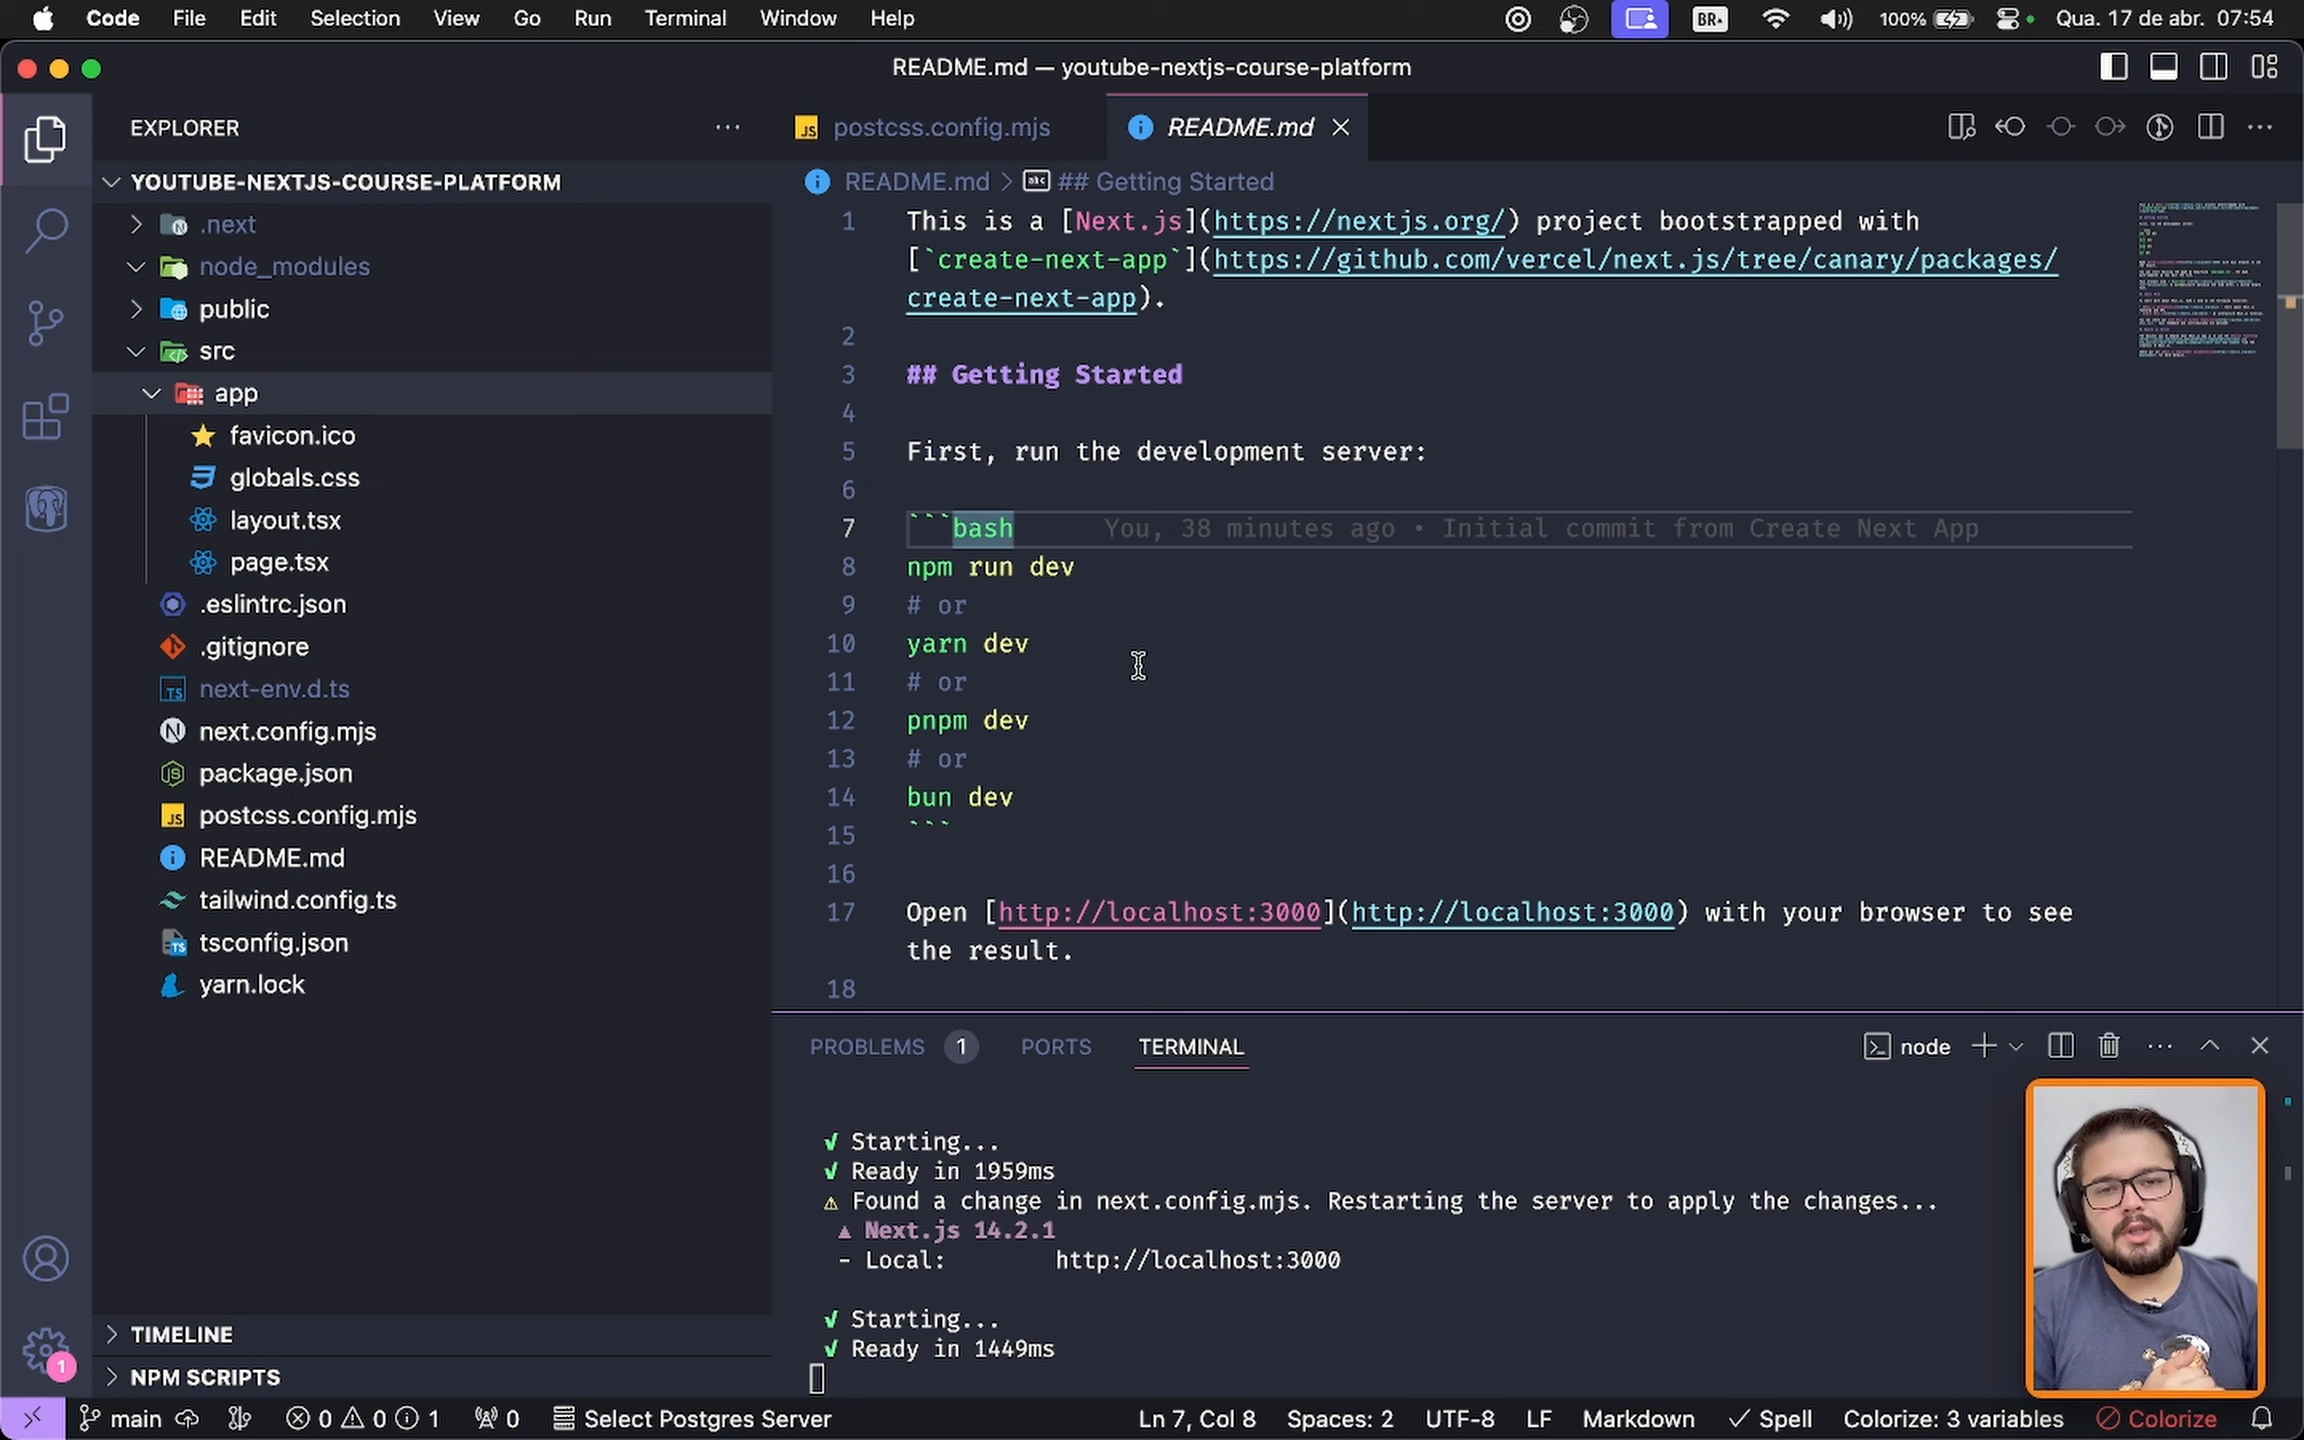 Code File Edit Selection View Go Run Terminal Window Help BR 100% Qua. 17 de abr. 07:54
README.md — youtube-nextjs-course-platform
EXPLORER
YOUTUBE-NEXTJS-COURSE-PLATFORM
.next
node_modules
public
src
app
favicon.ico
globals.css
layout.tsx
page.tsx
.eslintrc.json
.gitignore
next-env.d.ts
next.config.mjs
package.json
postcss.config.mjs
README.md
tailwind.config.ts
tsconfig.json
yarn.lock
TIMELINE
NPM SCRIPTS
postcss.config.mjs README.md
README.md > ## Getting Started
1 This is a [Next.js](https://nextjs.org/) project bootstrapped with
[`create-next-app`](https://github.com/vercel/next.js/tree/canary/packages/
create-next-app).
2
3 ## Getting Started
4
5 First, run the development server:
6
7 ```bash You, 38 minutes ago • Initial commit from Create Next App
8 npm run dev
9 # or
10 yarn dev
11 # or
12 pnpm dev
13 # or
14 bun dev
15 ```
16
17 Open [http://localhost:3000](http://localhost:3000) with your browser to see
the result.
18
PROBLEMS 1 PORTS TERMINAL node
✓ Starting...
✓ Ready in 1959ms
⚠ Found a change in next.config.mjs. Restarting the server to apply the changes...
▲ Next.js 14.2.1
- Local: http://localhost:3000
✓ Starting...
✓ Ready in 1449ms
1
main 0 0 1 0 Select Postgres Server Ln 7, Col 8 Spaces: 2 UTF-8 LF Markdown ✓ Spell Colorize: 3 variables Colorize